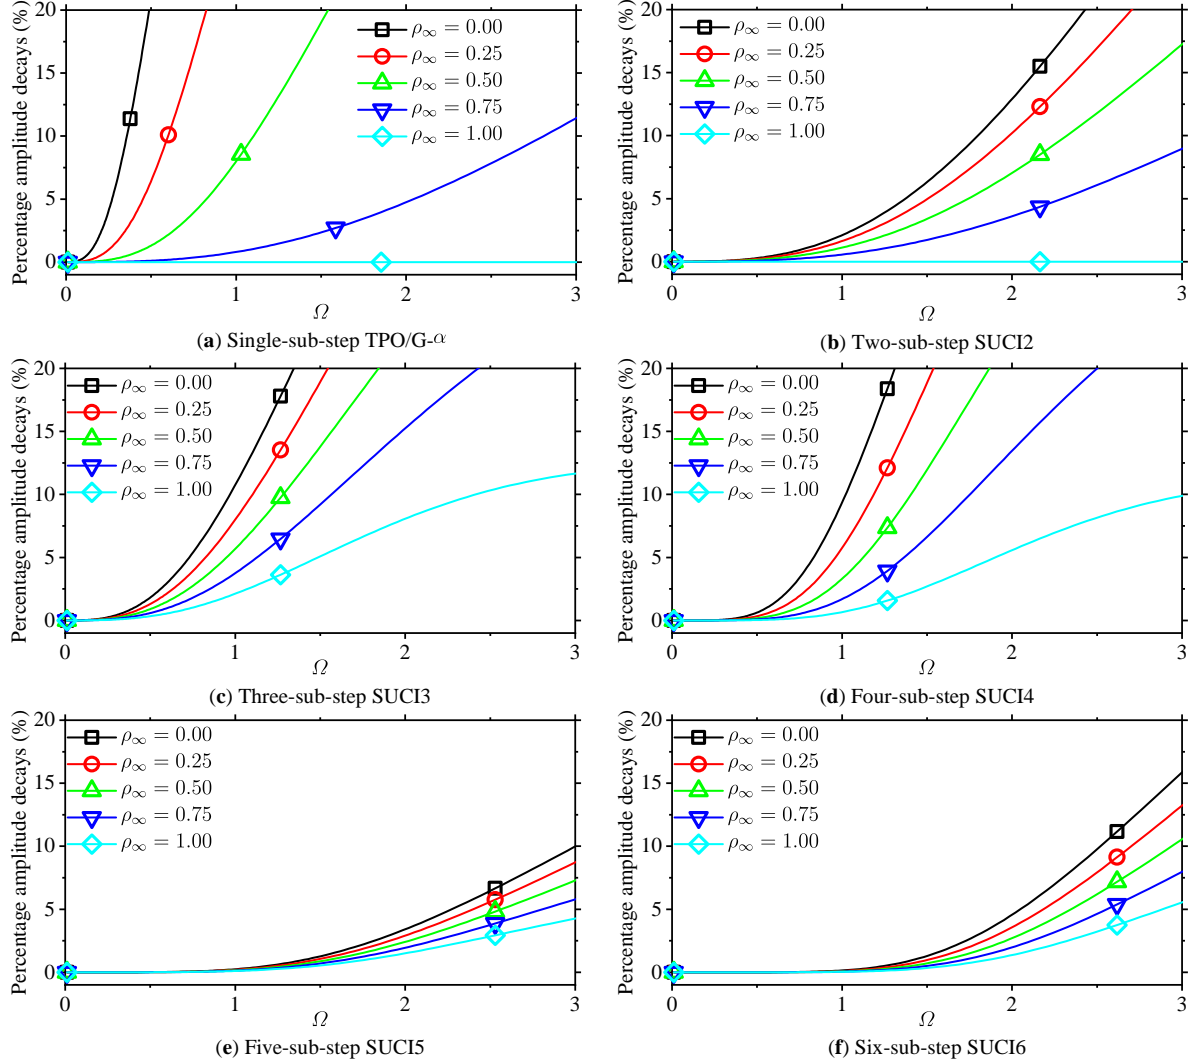 Percentage amplitude decays (%)
20
15
10
5
0
ρ∞ = 0.00
ρ∞ = 0.25
ρ∞ = 0.50
ρ∞ = 0.75
ρ∞ = 1.00
0 1 2 3
Ω
(a) Single-sub-step TPO/G-α
Percentage amplitude decays (%)
20
15
10
5
0
ρ∞ = 0.00
ρ∞ = 0.25
ρ∞ = 0.50
ρ∞ = 0.75
ρ∞ = 1.00
0 1 2 3
Ω
(b) Two-sub-step SUCI2
Percentage amplitude decays (%)
20
15
10
5
0
ρ∞ = 0.00
ρ∞ = 0.25
ρ∞ = 0.50
ρ∞ = 0.75
ρ∞ = 1.00
0 1 2 3
Ω
(c) Three-sub-step SUCI3
Percentage amplitude decays (%)
20
15
10
5
0
ρ∞ = 0.00
ρ∞ = 0.25
ρ∞ = 0.50
ρ∞ = 0.75
ρ∞ = 1.00
0 1 2 3
Ω
(d) Four-sub-step SUCI4
Percentage amplitude decays (%)
20
15
10
5
0
ρ∞ = 0.00
ρ∞ = 0.25
ρ∞ = 0.50
ρ∞ = 0.75
ρ∞ = 1.00
0 1 2 3
Ω
(e) Five-sub-step SUCI5
Percentage amplitude decays (%)
20
15
10
5
0
ρ∞ = 0.00
ρ∞ = 0.25
ρ∞ = 0.50
ρ∞ = 0.75
ρ∞ = 1.00
0 1 2 3
Ω
(f) Six-sub-step SUCI6